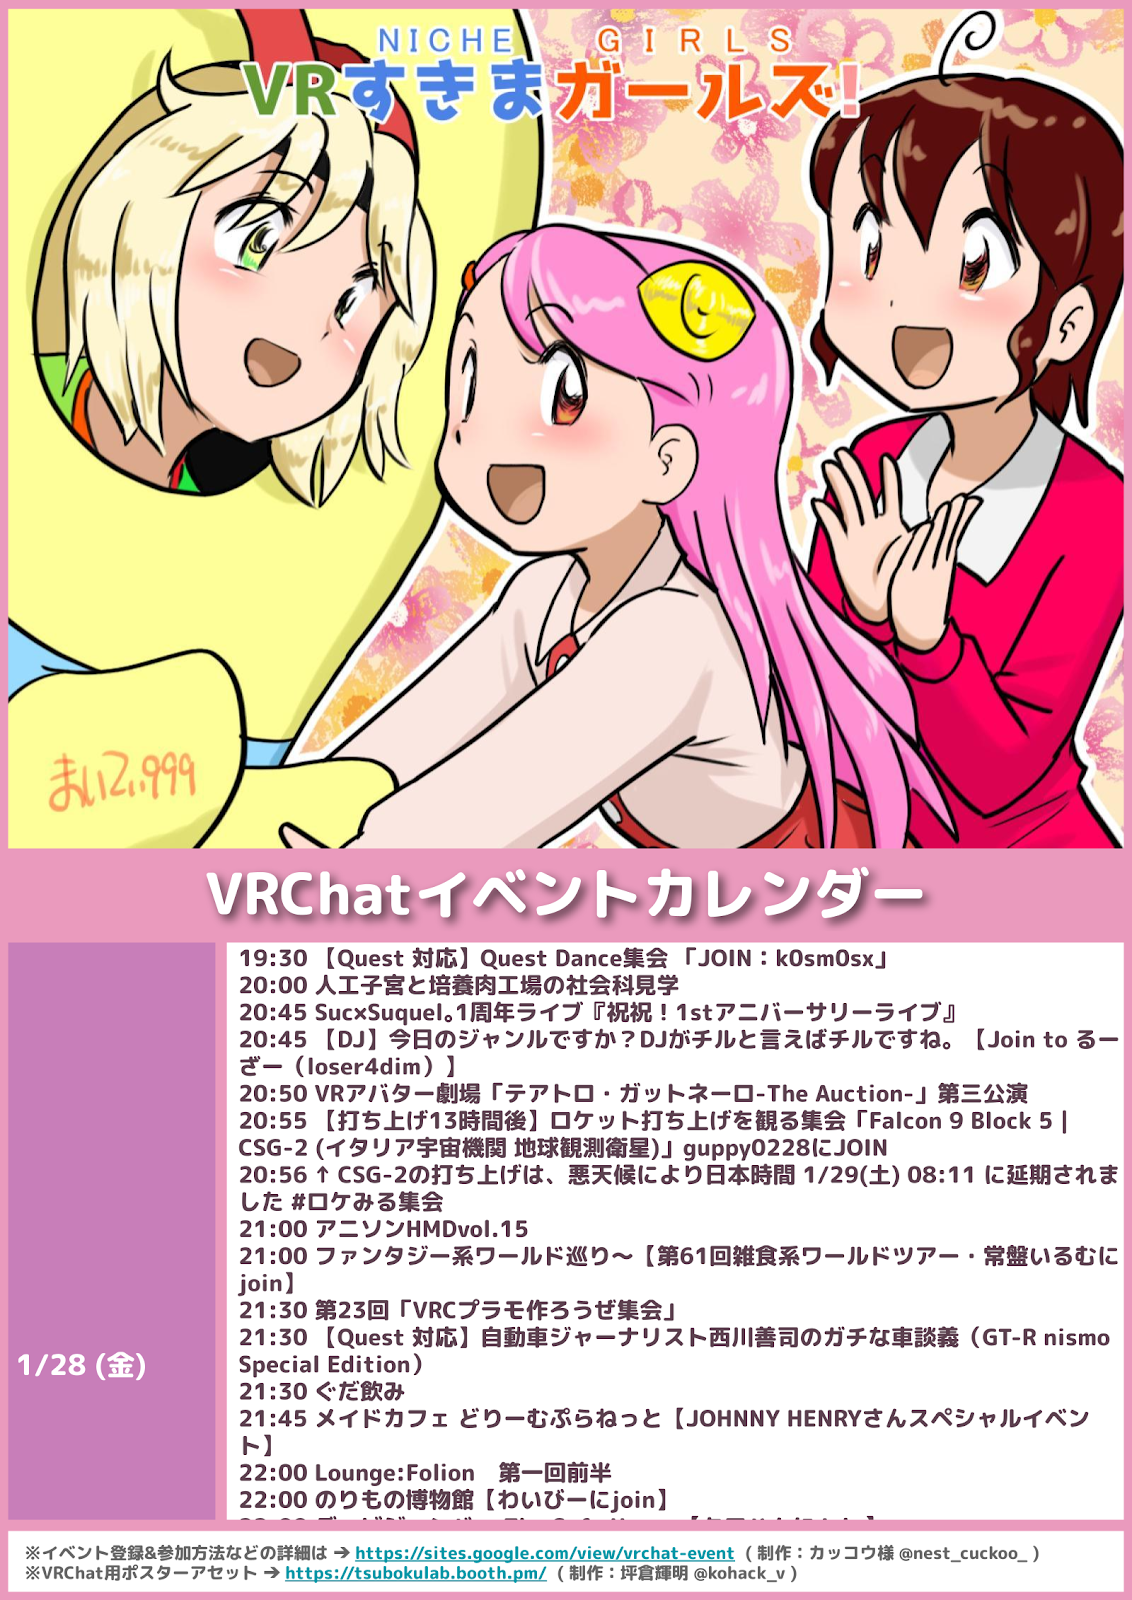 NICHE GIRLS
VRすきまガールズ!
まいてぃ999
VRChatイベントカレンダー
1/28 (金)
19:30 【Quest 対応】Quest Dance集会 「JOIN：k0sm0sx」
20:00 人工子宮と培養肉工場の社会科見学
20:45 Suc×Suquel。1周年ライブ『祝祝！1stアニバーサリーライブ』
20:45 【DJ】今日のジャンルですか？DJがチルと言えばチルですね。【Join to るー
ざー（loser4dim）】
20:50 VRアバター劇場「テアトロ・ガットネーロ-The Auction-」第三公演
20:55 【打ち上げ13時間後】ロケット打ち上げを観る集会「Falcon 9 Block 5 |
CSG-2 (イタリア宇宙機関 地球観測衛星)」guppy0228にJOIN
20:56 ↑ CSG-2の打ち上げは、悪天候により日本時間 1/29(土) 08:11 に延期されま
した #ロケみる集会
21:00 アニソンHMDvol.15
21:00 ファンタジー系ワールド巡り～【第61回雑食系ワールドツアー・常盤いるむに
join】
21:30 第23回「VRCプラモ作ろうぜ集会」
21:30 【Quest 対応】自動車ジャーナリスト西川善司のガチな車談義（GT-R nismo
Special Edition）
21:30 ぐだ飲み
21:45 メイドカフェ どりーむぷらねっと【JOHNNY HENRYさんスペシャルイベン
ト】
22:00 Lounge:Folion　第一回前半
22:00 のりもの博物館【わいびーにjoin】
※イベント登録&参加方法などの詳細は ➔ https://sites.google.com/view/vrchat-event （ 制作：カッコウ様 @nest_cuckoo_ ）
※VRChat用ポスターアセット ➔ https://tsubokulab.booth.pm/ （ 制作：坪倉輝明 @kohack_v ）